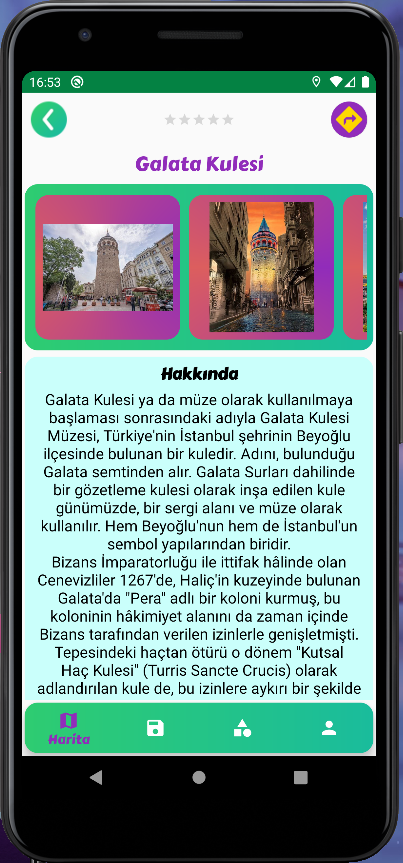 16:53
Galata Kulesi
Hakkında
Galata Kulesi ya da müze olarak kullanılmaya
başlaması sonrasındaki adıyla Galata Kulesi
Müzesi, Türkiye'nin İstanbul şehrinin Beyoğlu
ilçesinde bulunan bir kuledir. Adını, bulunduğu
Galata semtinden alır. Galata Surları dahilinde
bir gözetleme kulesi olarak inşa edilen kule
günümüzde, bir sergi alanı ve müze olarak
kullanılır. Hem Beyoğlu'nun hem de İstanbul'un
sembol yapılarından biridir.
Bizans İmparatorluğu ile ittifak hâlinde olan
Cenevizliler 1267'de, Haliç'in kuzeyinde bulunan
Galata'da "Pera" adlı bir koloni kurmuş, bu
koloninin hâkimiyet alanını da zaman içinde
Bizans tarafından verilen izinlerle genişletmişti.
Tepesindeki haçtan ötürü o dönem "Kutsal
Haç Kulesi" (Turris Sancte Crucis) olarak
adlandırılan kule de, bu izinlere aykırı bir şekilde
Harita